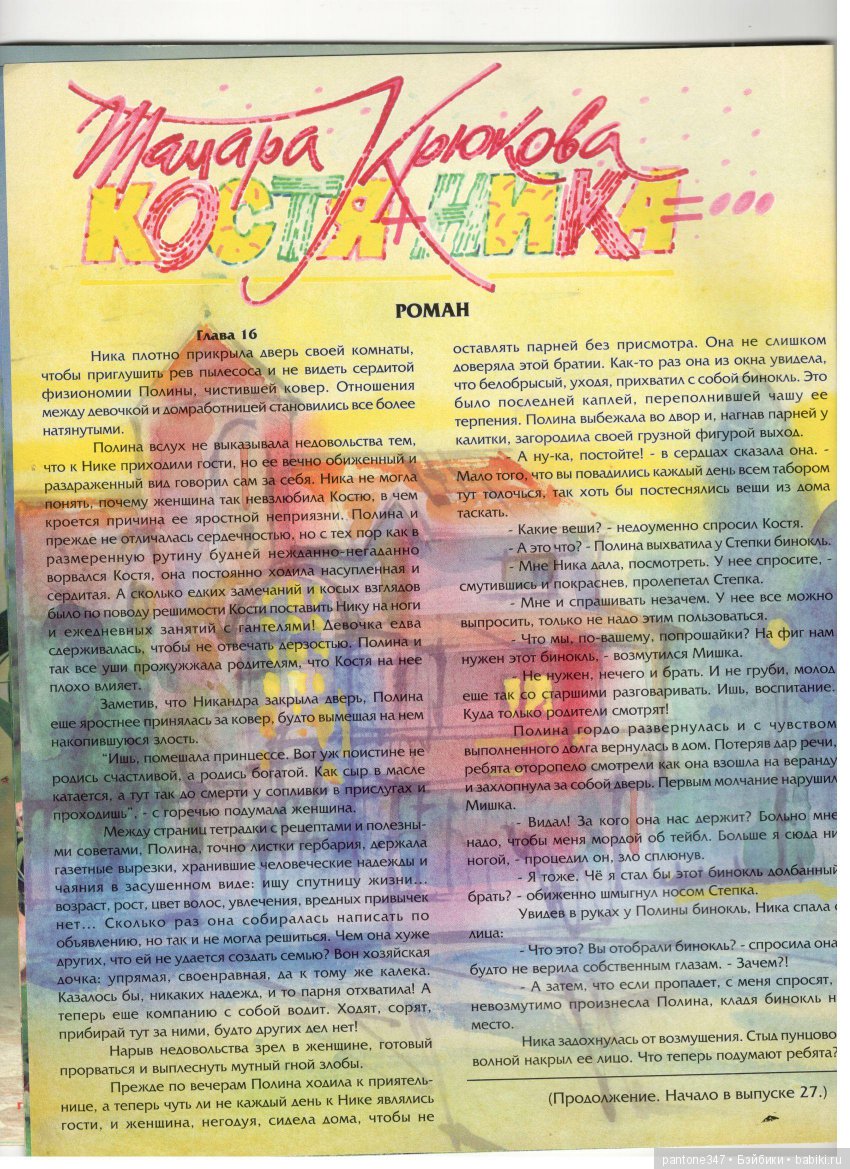 Тамара Крюкова
КОСТЯ+НИКА=...
РОМАН
Глава 16
Ника плотно прикрыла дверь своей комнаты,
чтобы приглушить рев пылесоса и не видеть сердитой
физиономии Полины, чистившей ковер. Отношения
между девочкой и домработницей становились все более
натянутыми.
Полина вслух не выказывала недовольства тем,
что к Нике приходили гости, но ее вечно обиженный и
раздраженный вид говорил сам за себя. Ника не могла
понять, почему женщина так невзлюбила Костю, в чем
кроется причина ее яростной неприязни. Полина и
прежде не отличалась сердечностью, но с тех пор как в
размеренную рутину будней нежданно-негаданно
ворвался Костя, она постоянно ходила насупленная и
сердитая. А сколько едких замечаний и косых взглядов
было по поводу решимости Кости поставить Нику на ноги
и ежедневных занятий с гантелями! Девочка едва
сдерживалась, чтобы не отвечать дерзостью. Полина и
так все уши прожужжала родителям, что Костя на нее
плохо влияет.
Заметив, что Никандра закрыла дверь, Полина
еще яростнее принялась за ковер, будто вымещая на нем
накопившуюся злость.
"Ишь, помешала принцессе. Вот уж поистине не
родись счастливой, а родись богатой. Как сыр в масле
катается, а тут так до смерти у сопливки в прислугах и
проходишь", - с горечью подумала женщина.
Между страниц тетрадки с рецептами и полезны-
ми советами, Полина, точно листки гербария, держала
газетные вырезки, хранившие человеческие надежды и
чаяния в засушенном виде: ищу спутницу жизни...
возраст, рост, цвет волос, увлечения, вредных привычек
нет... Сколько раз она собиралась написать по
объявлению, но так и не могла решиться. Чем она хуже
других, что ей не удается создать семью? Вон хозяйская
дочка: упрямая, своенравная, да к тому же калека.
Казалось бы, никаких надежд, и то парня отхватила! А
теперь еще компанию с собой водит. Ходят, сорят,
прибирай тут за ними, будто других дел нет!
Нарыв недовольства зрел в женщине, готовый
прорваться и выплеснуть мутный гной злобы.
Прежде по вечерам Полина ходила к приятель-
нице, а теперь чуть ли не каждый день к Нике являлись
гости, и женщина, негодуя, сидела дома, чтобы не
оставлять парней без присмотра. Она не слишком
доверяла этой братии. Как-то раз она из окна увидела,
что белобрысый, уходя, прихватил с собой бинокль. Это
было последней каплей, переполнившей чашу ее
терпения. Полина выбежала во двор и, нагнав парней у
калитки, загородила своей грузной фигурой выход.
- А ну-ка, постойте! - в сердцах сказала она. -
Мало того, что вы повадились каждый день всем табором
тут толочься, так хоть бы постеснялись вещи из дома
таскать.
- Какие вещи? - недоуменно спросил Костя.
- А это что? - Полина выхватила у Степки бинокль.
- Мне Ника дала, посмотреть. У нее спросите, -
смутившись и покраснев, пролепетал Степка.
- Мне и спрашивать незачем. У нее все можно
выпросить, только не надо этим пользоваться.
- Что мы, по-вашему, попрошайки? На фиг нам
нужен этот бинокль, - возмутился Мишка.
- Не нужен, нечего и брать. И не груби, молод
еще так со старшими разговаривать. Ишь, воспитание.
Куда только родители смотрят!
Полина гордо развернулась и с чувством
выполненного долга вернулась в дом. Потеряв дар речи,
ребята оторопело смотрели как она взошла на веранду
и захлопнула за собой дверь. Первым молчание нарушил
Мишка.
- Видал! За кого она нас держит? Больно мне
надо, чтобы меня мордой об тейбл. Больше я сюда ни
ногой, - процедил он, зло сплюнув.
- Я тоже. Чё я стал бы этот бинокль долбанный
брать? - обиженно шмыгнул носом Степка.
Увидев в руках у Полины бинокль, Ника спала с
лица:
- Что это? Вы отобрали бинокль? - спросила она,
будто не верила собственным глазам. - Зачем?!
- А затем, что если пропадет, с меня спросят, -
невозмутимо произнесла Полина, кладя бинокль н
место.
Ника задохнулась от возмущения. Стыд пунцово
волной накрыл ее лицо. Что теперь подумают ребята?
(Продолжение. Начало в выпуске 27.)
pantone347 • Бэйбики • babiki.ru